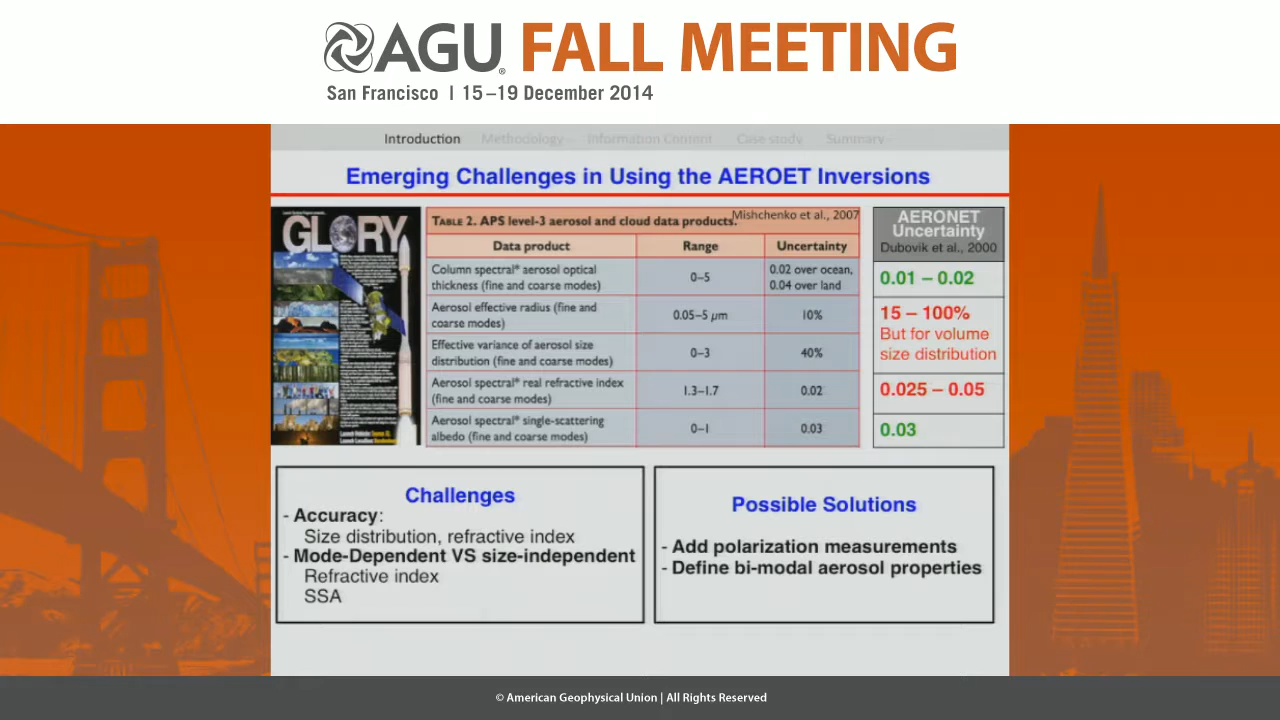 AGU FALL MEETING
San Francisco | 15–19 December 2014
Introduction Methodology Information Content Case study Summary
Emerging Challenges in Using the AEROET Inversions
GLORY
TABLE 2. APS level-3 aerosol and cloud data products.
Mishchenko et al., 2007
Data product Range Uncertainty
Column spectral* aerosol optical
thickness (fine and coarse modes)
0–5
0.02 over ocean,
0.04 over land
Aerosol effective radius (fine and
coarse modes)
0.05–5 μm
10%
Effective variance of aerosol size
distribution (fine and coarse modes)
0–3
40%
Aerosol spectral* real refractive index
(fine and coarse modes)
1.3–1.7
0.02
Aerosol spectral* single-scattering
albedo (fine and coarse modes)
0–1
0.03
AERONET
Uncertainty
Dubovik et al., 2000
0.01 – 0.02
15 – 100%
But for volume
size distribution
0.025 – 0.05
0.03
Challenges
- Accuracy:
Size distribution, refractive index
- Mode-Dependent VS size-independent
Refractive index
SSA
Possible Solutions
- Add polarization measurements
- Define bi-modal aerosol properties
© American Geophysical Union | All Rights Reserved